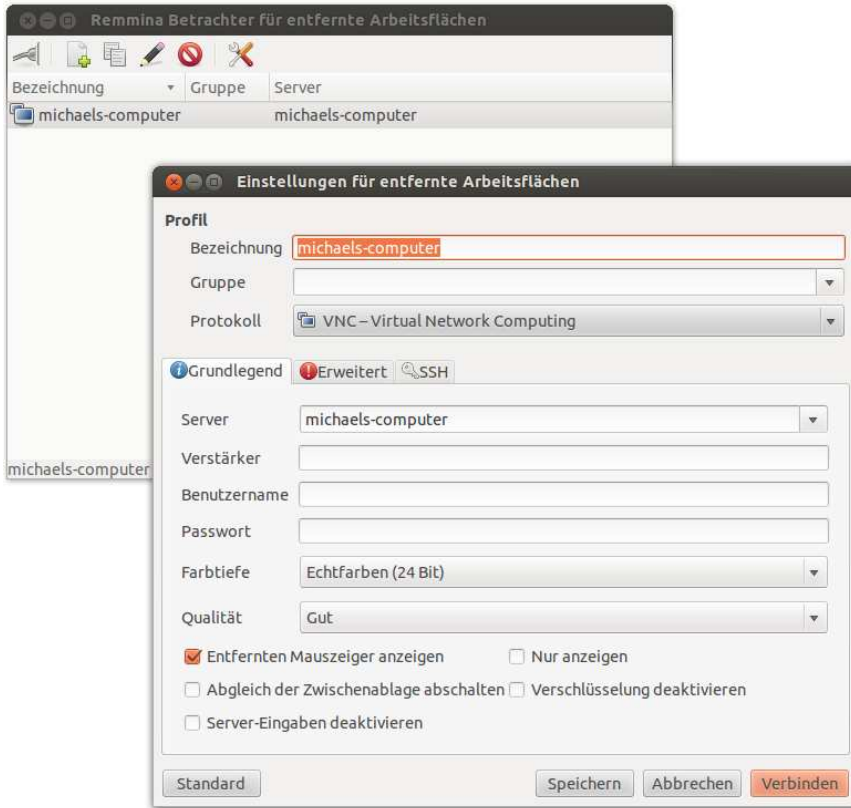 Remmina Betrachter für entfernte Arbeitsflächen
Bezeichnung Gruppe Server
michaels-computer michaels-computer
michaels-computer
Einstellungen für entfernte Arbeitsflächen
Profil
Bezeichnung michaels-computer
Gruppe
Protokoll VNC – Virtual Network Computing
Grundlegend Erweitert SSH
Server michaels-computer
Verstärker
Benutzername
Passwort
Farbtiefe Echtfarben (24 Bit)
Qualität Gut
Entfernten Mauszeiger anzeigen Nur anzeigen
Abgleich der Zwischenablage abschalten Verschlüsselung deaktivieren
Server-Eingaben deaktivieren
Standard Speichern Abbrechen Verbinden